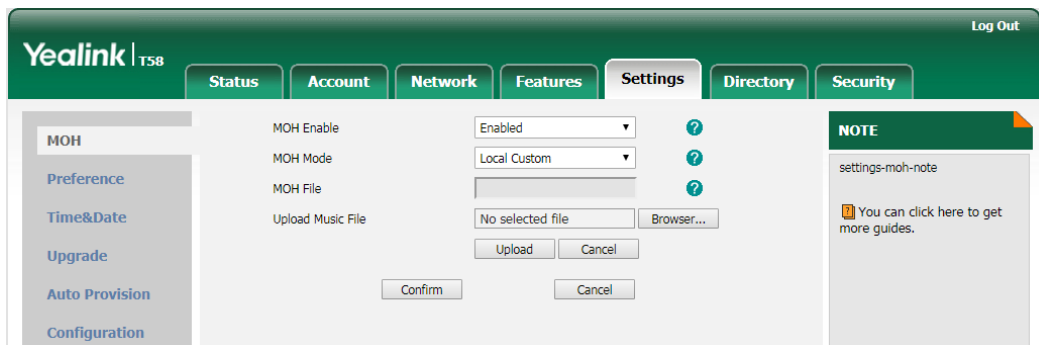 Log Out
Yealink | T58
Status Account Network Features Settings Directory Security
MOH
Preference
Time&Date
Upgrade
Auto Provision
Configuration
MOH Enable Enabled ?
MOH Mode Local Custom ?
MOH File ?
Upload Music File No selected file Browser...
Upload Cancel
Confirm Cancel
NOTE
settings-moh-note
? You can click here to get
more guides.